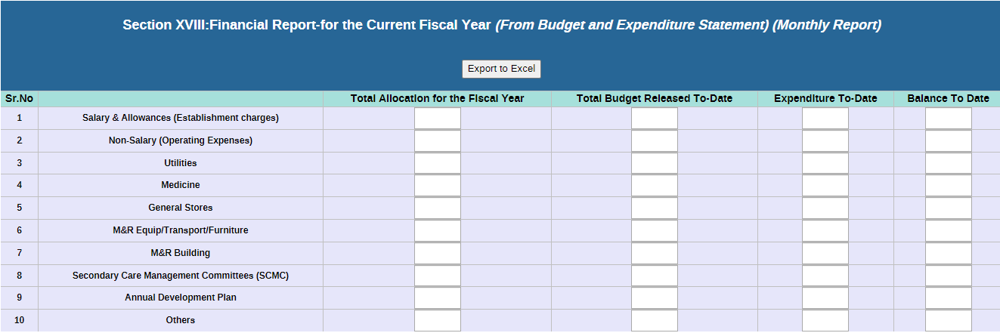 Section XVIII:Financial Report-for the Current Fiscal Year (From Budget and Expenditure Statement) (Monthly Report)
Export to Excel
Sr.No Total Allocation for the Fiscal Year Total Budget Released To-Date Expenditure To-Date Balance To Date
1 Salary & Allowances (Establishment charges)
2 Non-Salary (Operating Expenses)
3 Utilities
4 Medicine
5 General Stores
6 M&R Equip/Transport/Furniture
7 M&R Building
8 Secondary Care Management Committees (SCMC)
9 Annual Development Plan
10 Others